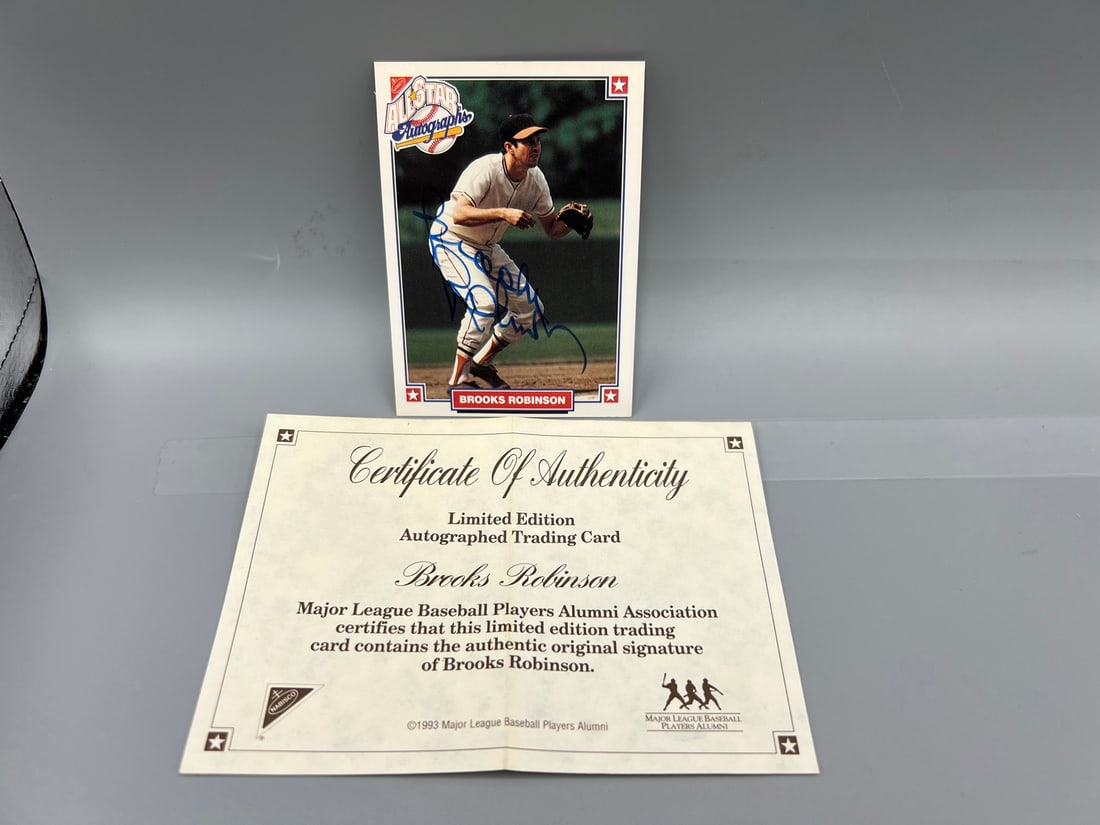 ALL★STAR
Autographs
Brooks
Robinson
BROOKS ROBINSON
Certificate Of Authenticity
Limited Edition
Autographed Trading Card
Brooks Robinson
Major League Baseball Players Alumni Association
certifies that this limited edition trading
card contains the authentic original signature
of Brooks Robinson.
NABISCO
©1993 Major League Baseball Players Alumni
MAJOR LEAGUE BASEBALL
PLAYERS ALUMNI